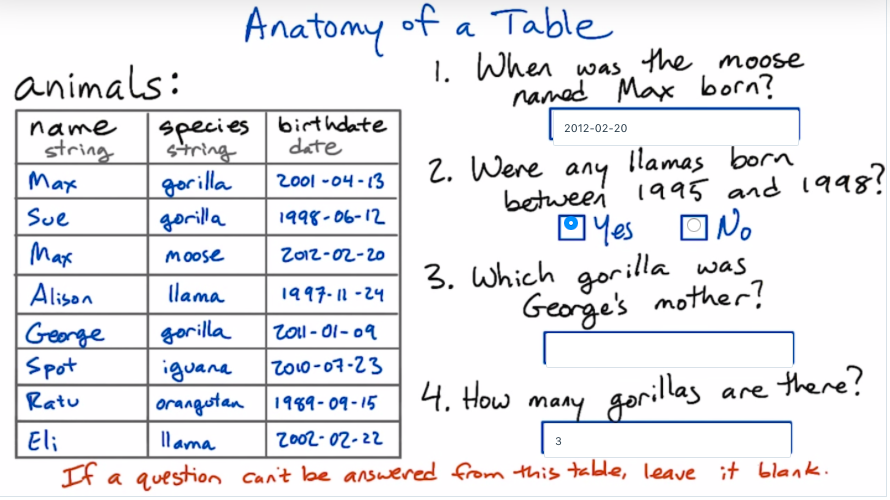 Anatomy of a Table
animals:
name species birthdate
string string date
Max gorilla 2001-04-13
Sue gorilla 1998-06-12
Max moose 2012-02-20
Alison llama 1997-11-24
George gorilla 2011-01-09
Spot iguana 2010-07-23
Ratu orangutan 1989-09-15
Eli llama 2002-02-22
1. When was the moose
named Max born?
2012-02-20
2. Were any llamas born
between 1995 and 1998?
Yes No
3. Which gorilla was
George's mother?
4. How many gorillas are there?
3
If a question can't be answered from this table, leave it blank.